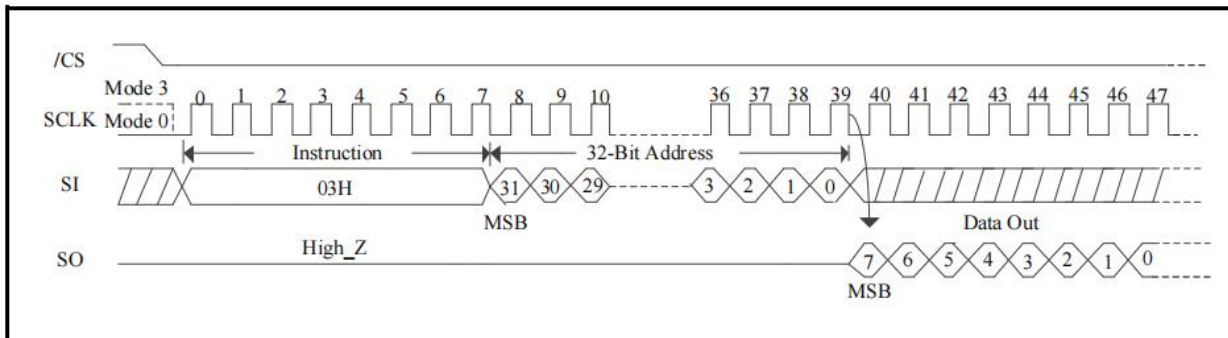 /CS
Mode 3
0 1 2 3 4 5 6 7 8 9 10 36 37 38 39 40 41 42 43 44 45 46 47
SCLK Mode 0
Instruction 32-Bit Address
SI 03H 31 30 29 3 2 1 0
MSB Data Out
High_Z
SO 7 6 5 4 3 2 1 0
MSB